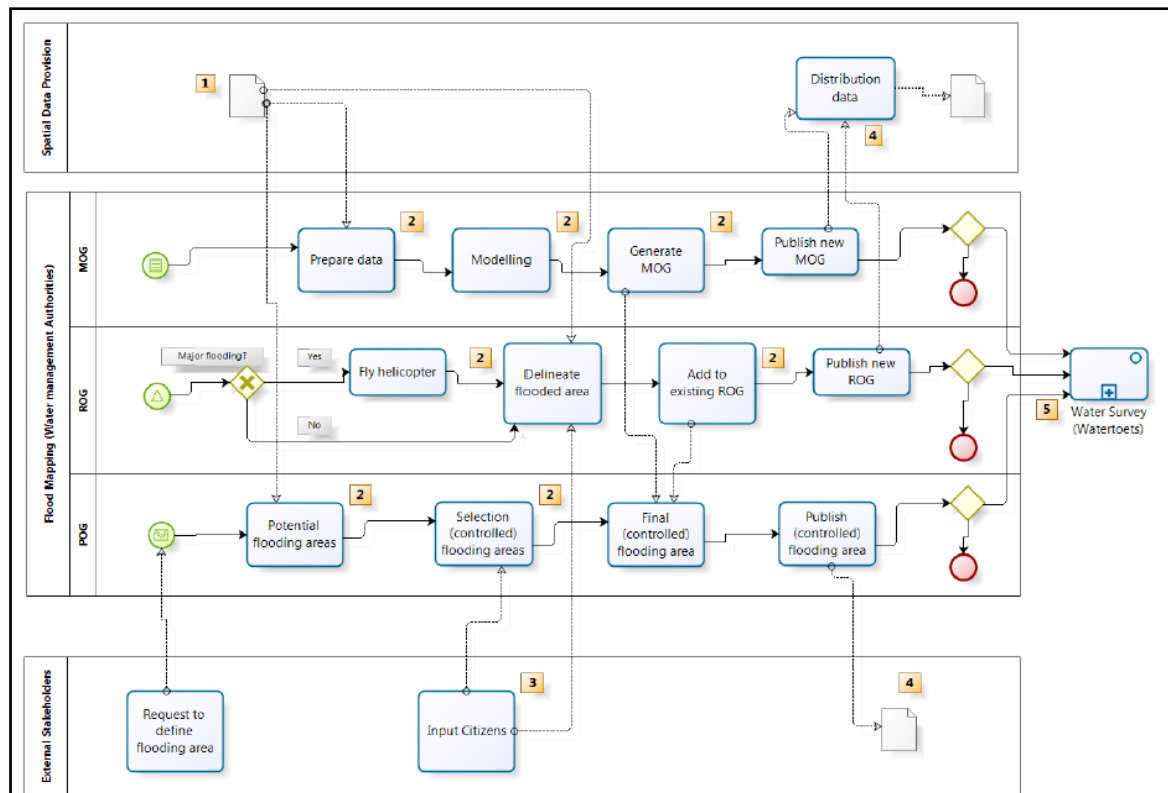 Spatial Data Provision
1
Distribution
data
4
Flood Mapping (Water management Authorities)
MOG
2
2
2
Prepare data
Modelling
Generate
MOG
Publish new
MOG
ROG
Major flooding?
Yes
No
Fly helicopter
2
Delineate
flooded area
Add to
existing ROG
2
Publish new
ROG
5
Water Survey
(Watertoets)
POG
2
2
Potential
flooding areas
Selection
(controlled)
flooding areas
Final
(controlled)
flooding area
Publish
(controlled)
flooding area
External Stakeholders
Request to
define
flooding area
Input Citizens
3
4